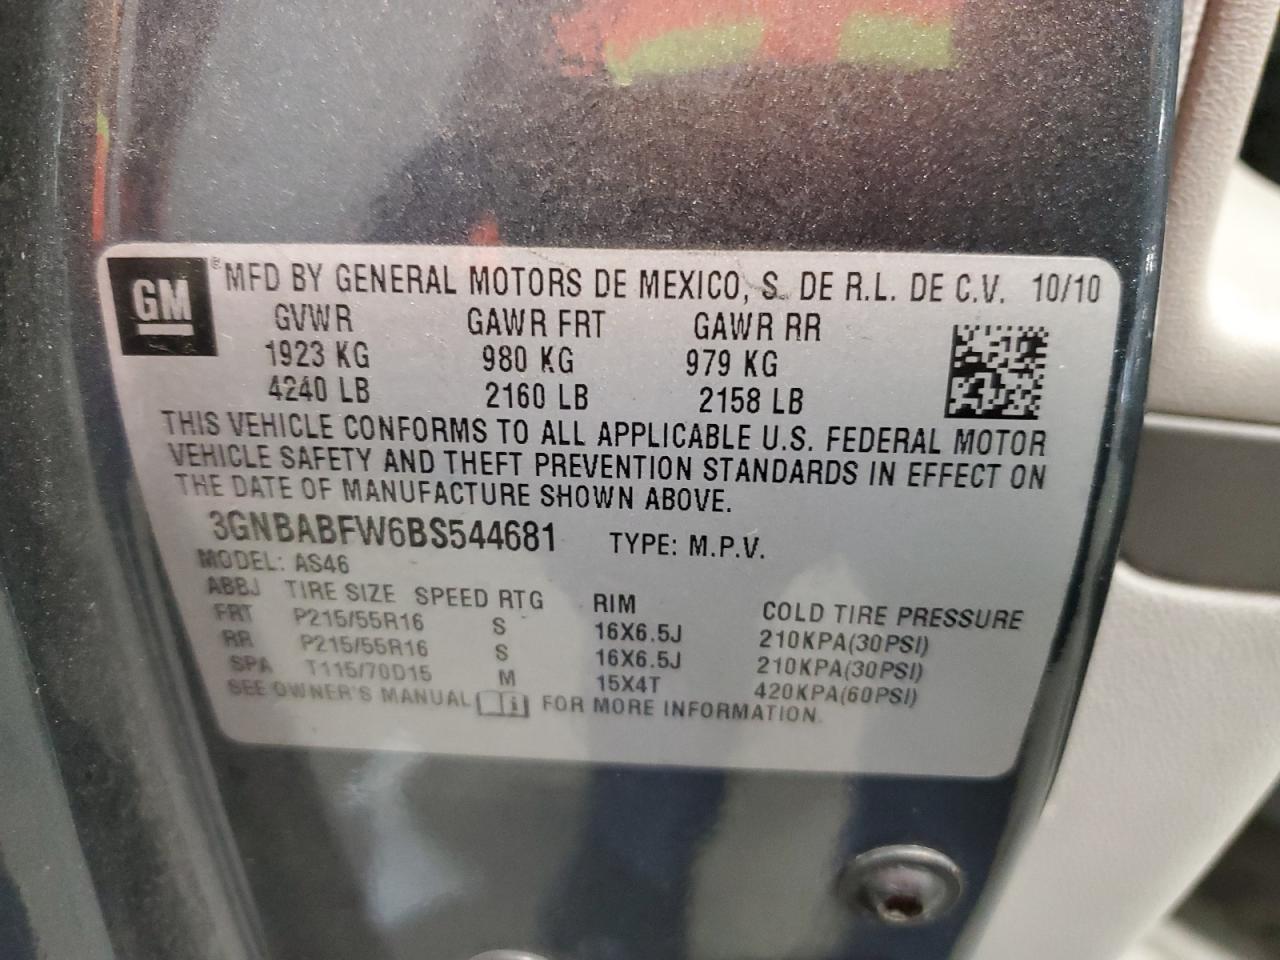 GM ® MFD BY GENERAL MOTORS DE MEXICO, S. DE R.L. DE C.V. 10/10
GVWR GAWR FRT GAWR RR
1923 KG 980 KG 979 KG
4240 LB 2160 LB 2158 LB
THIS VEHICLE CONFORMS TO ALL APPLICABLE U.S. FEDERAL MOTOR
VEHICLE SAFETY AND THEFT PREVENTION STANDARDS IN EFFECT ON
THE DATE OF MANUFACTURE SHOWN ABOVE.
3GNBABFW6BS544681 TYPE: M.P.V.
MODEL: AS46
ABBJ TIRE SIZE SPEED RTG RIM COLD TIRE PRESSURE
FRT P215/55R16 S 16X6.5J 210KPA(30PSI)
RR P215/55R16 S 16X6.5J 210KPA(30PSI)
SPA T115/70D15 M 15X4T 420KPA(60PSI)
SEE OWNER'S MANUAL FOR MORE INFORMATION.